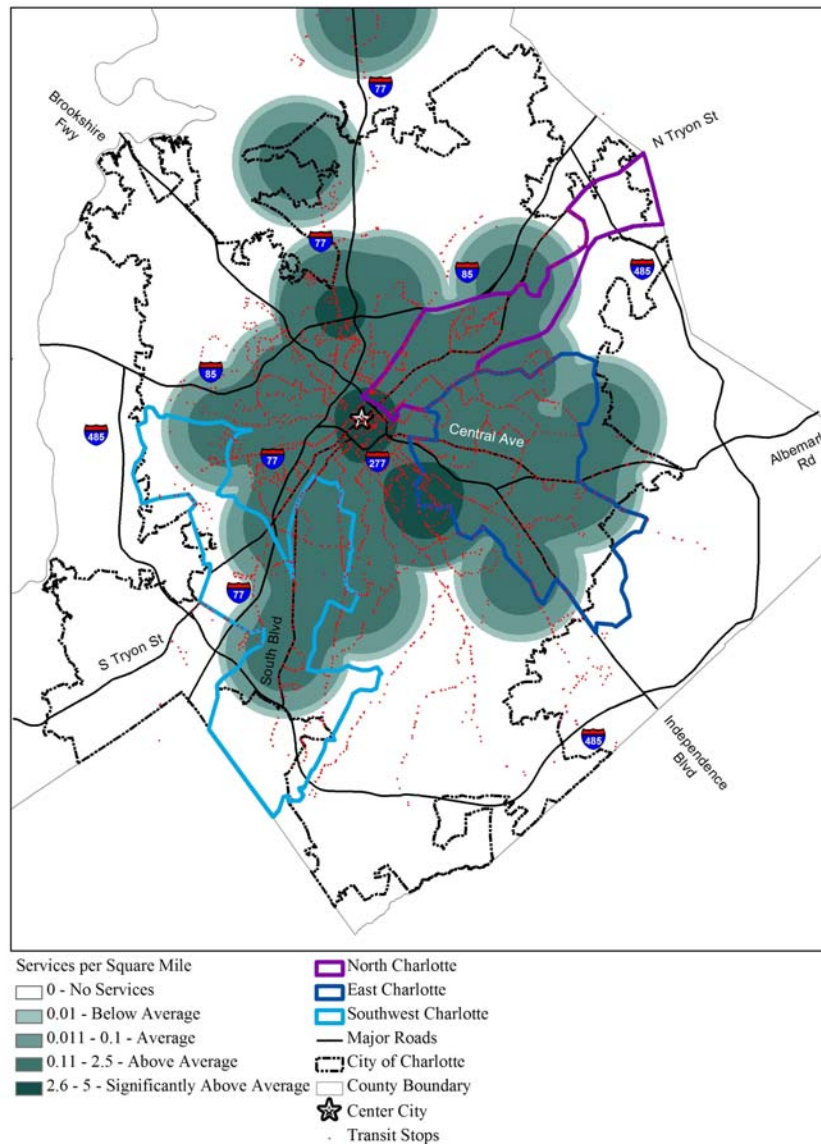 77
Brookshire
Fwy
N Tryon St
77
85
485
85
485
Central Ave
Albemarle
Rd
77
277
77
S Tryon St
South Blvd
Independence
Blvd
485
Services per Square Mile
0 - No Services
0.01 - Below Average
0.011 - 0.1 - Average
0.11 - 2.5 - Above Average
2.6 - 5 - Significantly Above Average
North Charlotte
East Charlotte
Southwest Charlotte
Major Roads
City of Charlotte
County Boundary
Center City
Transit Stops